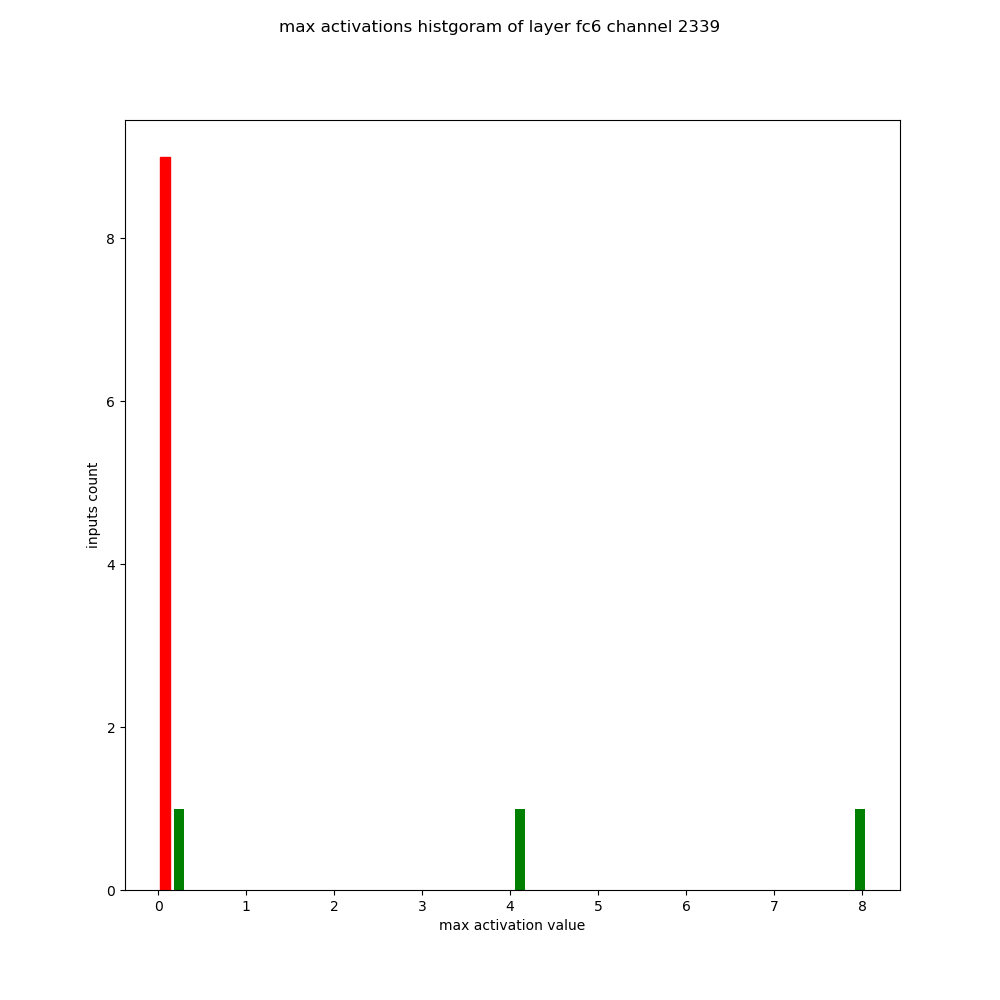 max activations histgoram of layer fc6 channel 2339
8
6
4
2
0
inputs count
0 1 2 3 4 5 6 7 8
max activation value